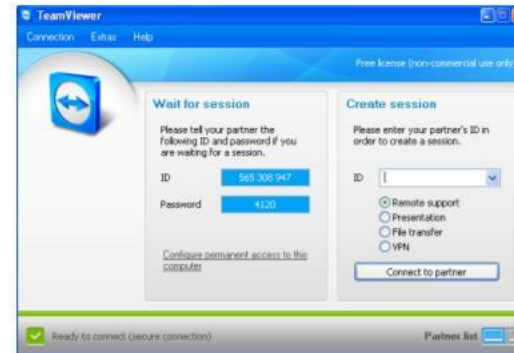 TeamViewer
Connection Extras Help
Free license (non-commercial use only
Wait for session
Please tell your partner the
following ID and password if you
are waiting for a session.
ID 565 308 947
Password 4120
Configure permanent access to this
computer
Create session
Please enter your partner's ID in
order to create a session.
ID
Remote support
Presentation
File transfer
VPN
Connect to partner
Ready to connect (secure connection)
Partner list